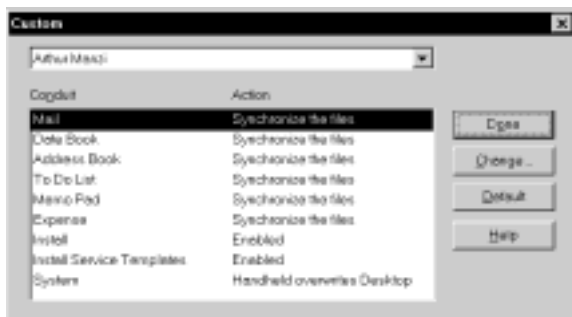 Custom
Arthur Manzi
Conduit Action
Mail Synchronize the files
Date Book Synchronize the files
Address Book Synchronize the files
To Do List Synchronize the files
Memo Pad Synchronize the files
Expense Synchronize the files
Install Enabled
Install Service Templates Enabled
System Handheld overwrites Desktop
Done
Change...
Default
Help